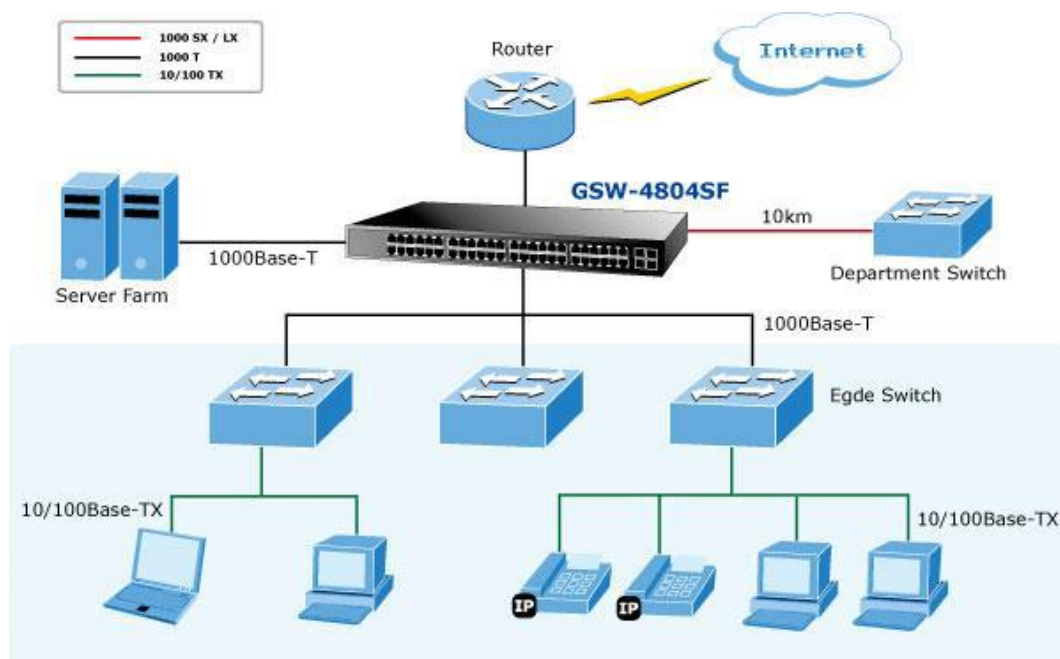 1000 SX / LX
1000 T
10/100 TX
Router
Internet
GSW-4804SF
10km
1000Base-T
Server Farm
Department Switch
1000Base-T
Egde Switch
10/100Base-TX
10/100Base-TX
IP
IP